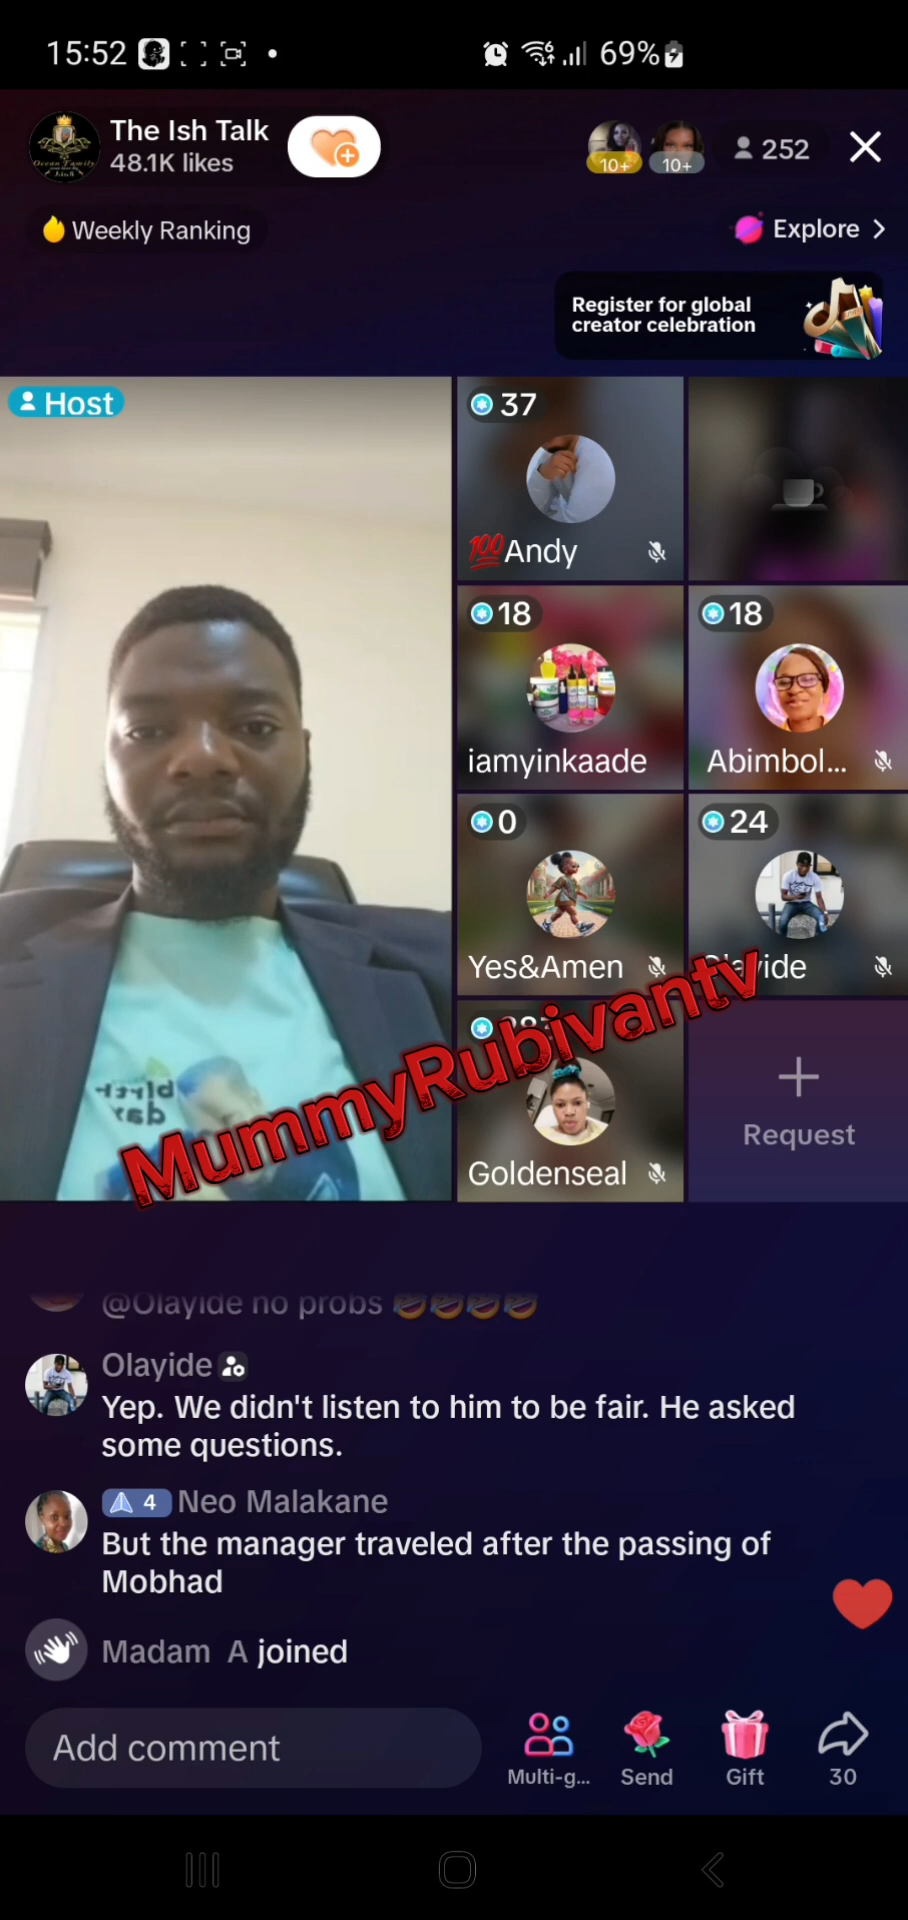 15:52
69%
The Ish Talk
48.1K likes
10+
10+
252
Weekly Ranking
Explore >
Register for global
creator celebration
Host
37
💯Andy
18
iamyinkaade
18
Abimbol...
0
Yes&Amen
24
Goldenseal
Request
MummyRubivantv
birth
day
@Olayide no probs 🤣🤣🤣🤣
Olayide
Yep. We didn't listen to him to be fair. He asked
some questions.
4 Neo Malakane
But the manager traveled after the passing of
Mobhad
Madam A joined
Add comment
Multi-g...
Send
Gift
30